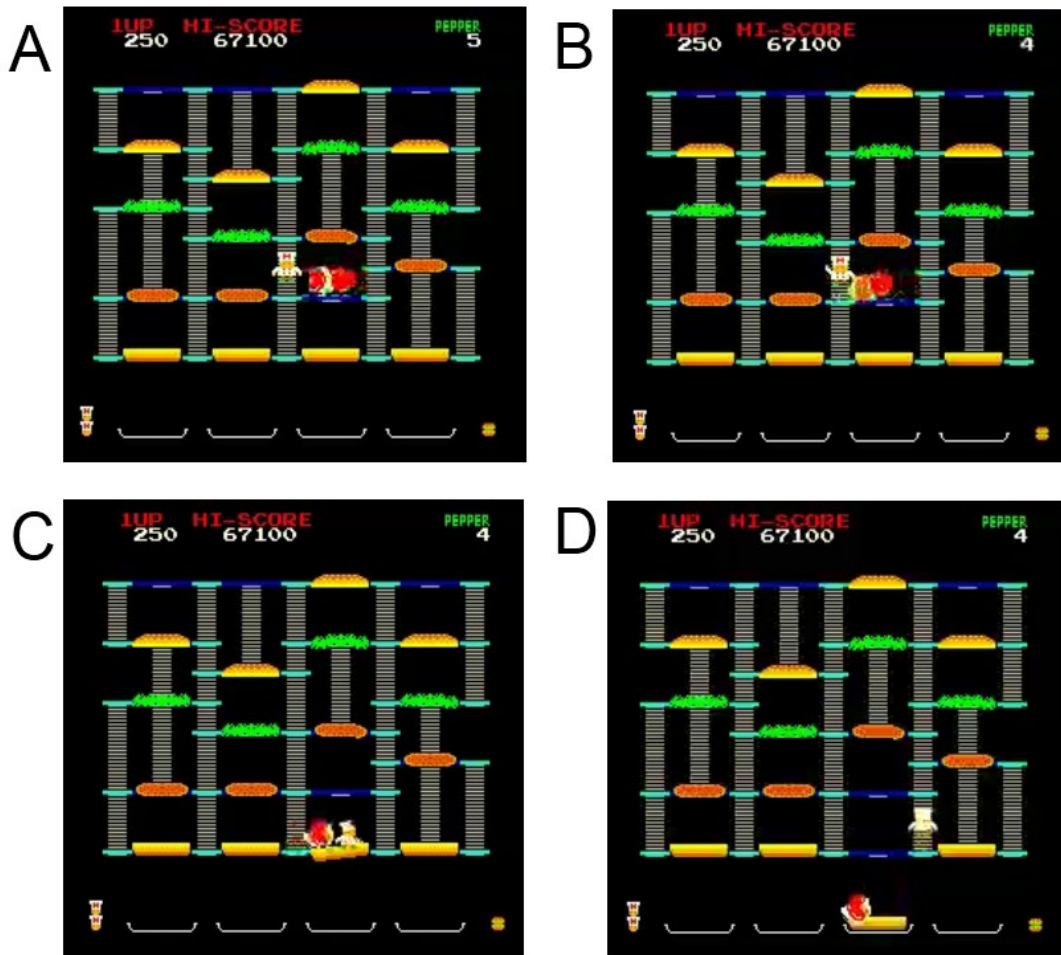 A
1UP HI-SCORE PEPPER
250 67100 5
B
1UP HI-SCORE PEPPER
250 67100 4
C
1UP HI-SCORE PEPPER
250 67100 4
D
1UP HI-SCORE PEPPER
250 67100 4